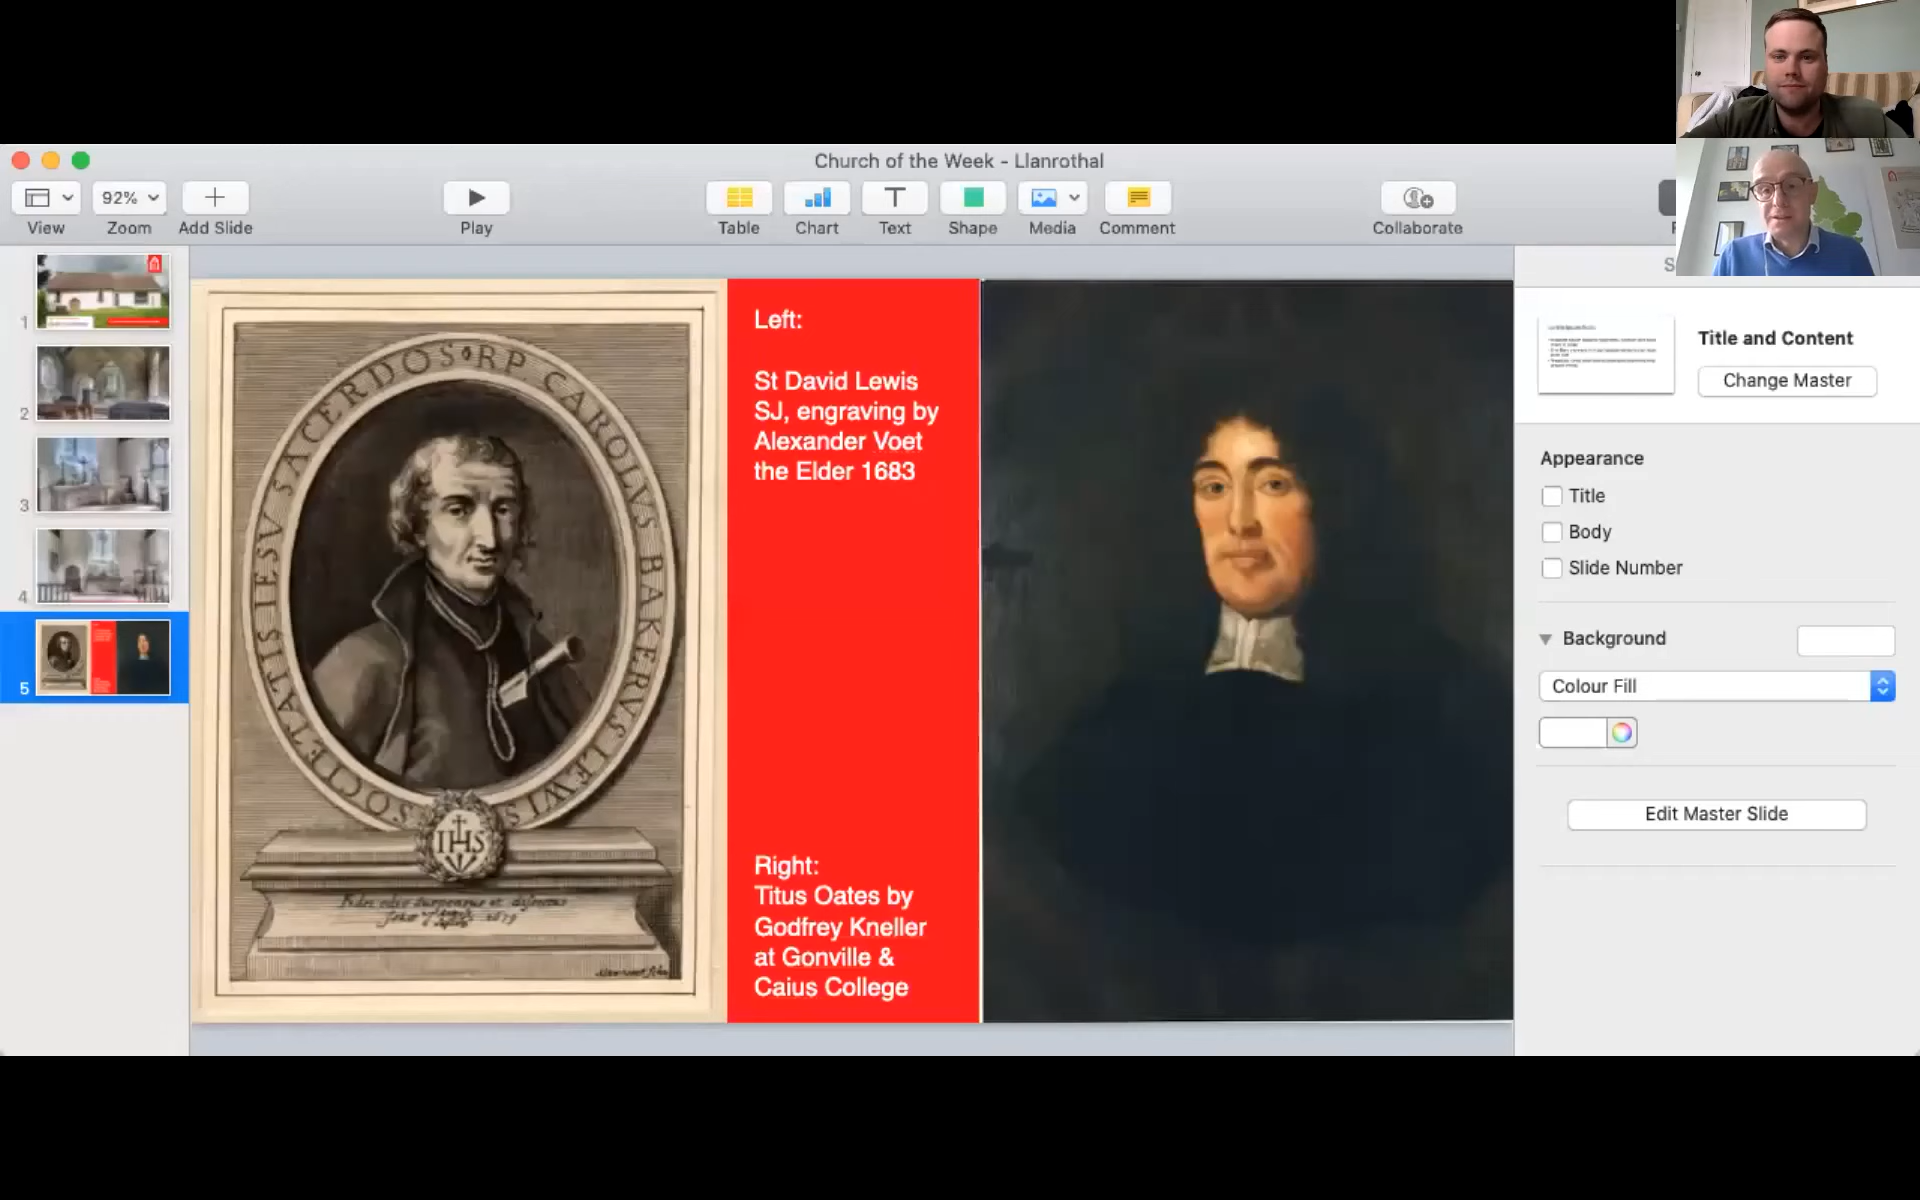 Church of the Week - Llanrothal
92%
View
Zoom
Add Slide
Play
Table
Chart
Text
Shape
Media
Comment
Collaborate
1
2
3
4
5
SOCIETATIS IESV SACERDOS RP CAROLVS BAKERVS LEWIS
IHS
Left:
St David Lewis
SJ, engraving by
Alexander Voet
the Elder 1683
Right:
Titus Oates by
Godfrey Kneller
at Gonville &
Caius College
Title and Content
Change Master
Appearance
Title
Body
Slide Number
Background
Colour Fill
Edit Master Slide